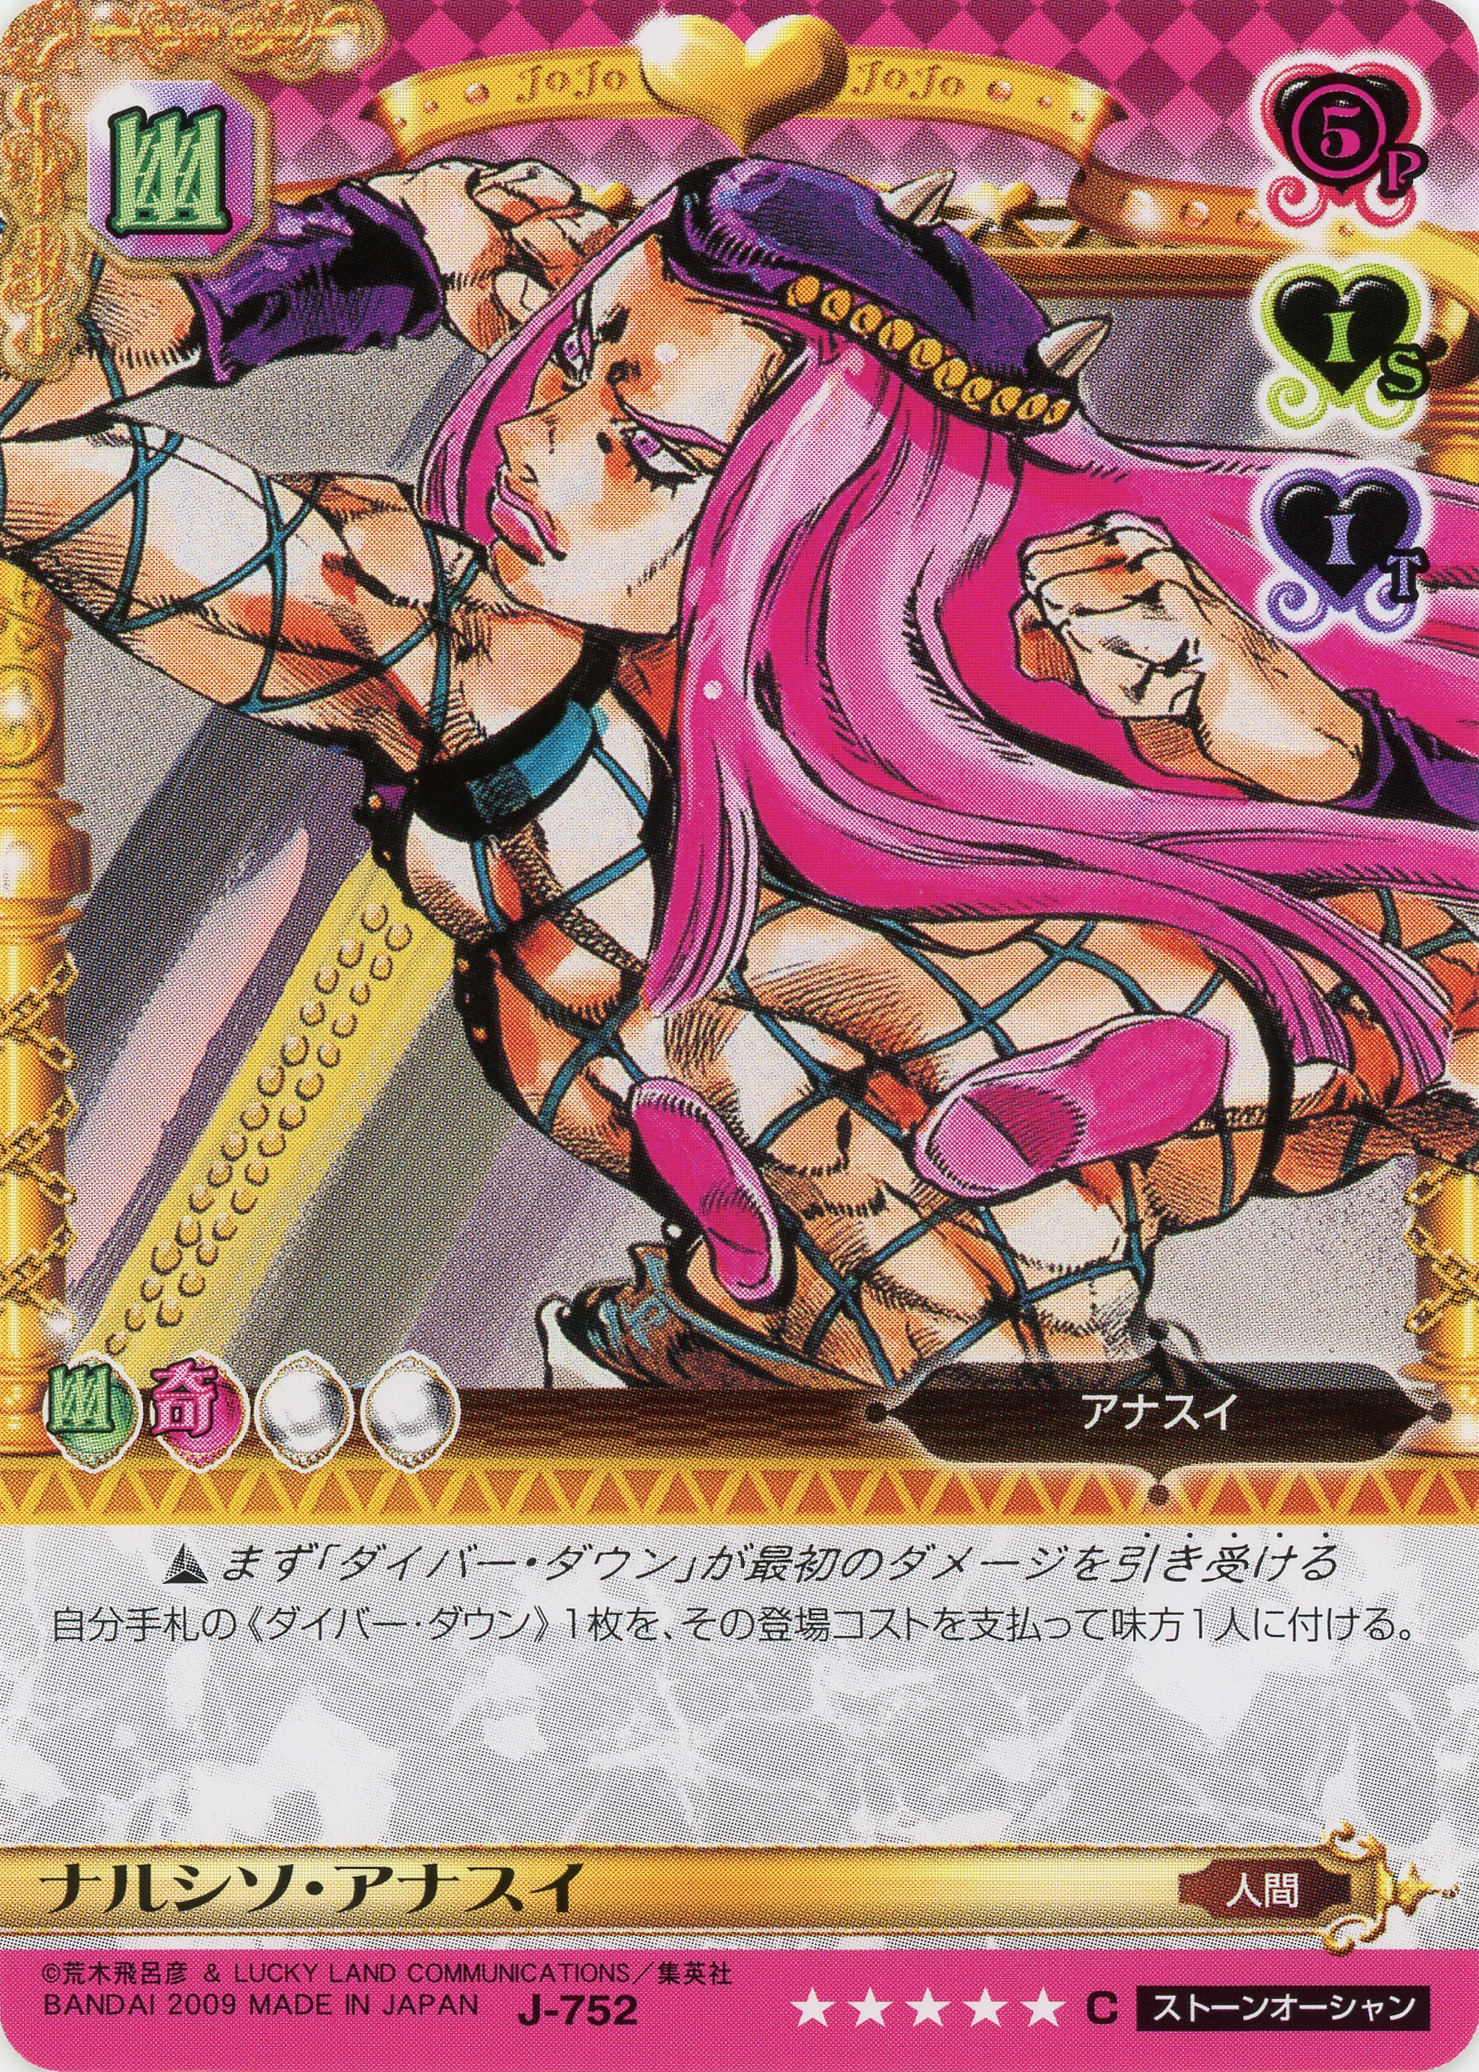 JoJo JoJo
幽
5 P
1 S
1 T
幽 奇
アナスイ
▲まず「ダイバー・ダウン」が最初のダメージを引き受ける
自分手札の《ダイバー・ダウン》1枚を、その登場コストを支払って味方1人に付ける。
ナルシソ・アナスイ
人間
©荒木飛呂彦 & LUCKY LAND COMMUNICATIONS／集英社
BANDAI 2009 MADE IN JAPAN J-752 ★★★★★ C ストーンオーシャン